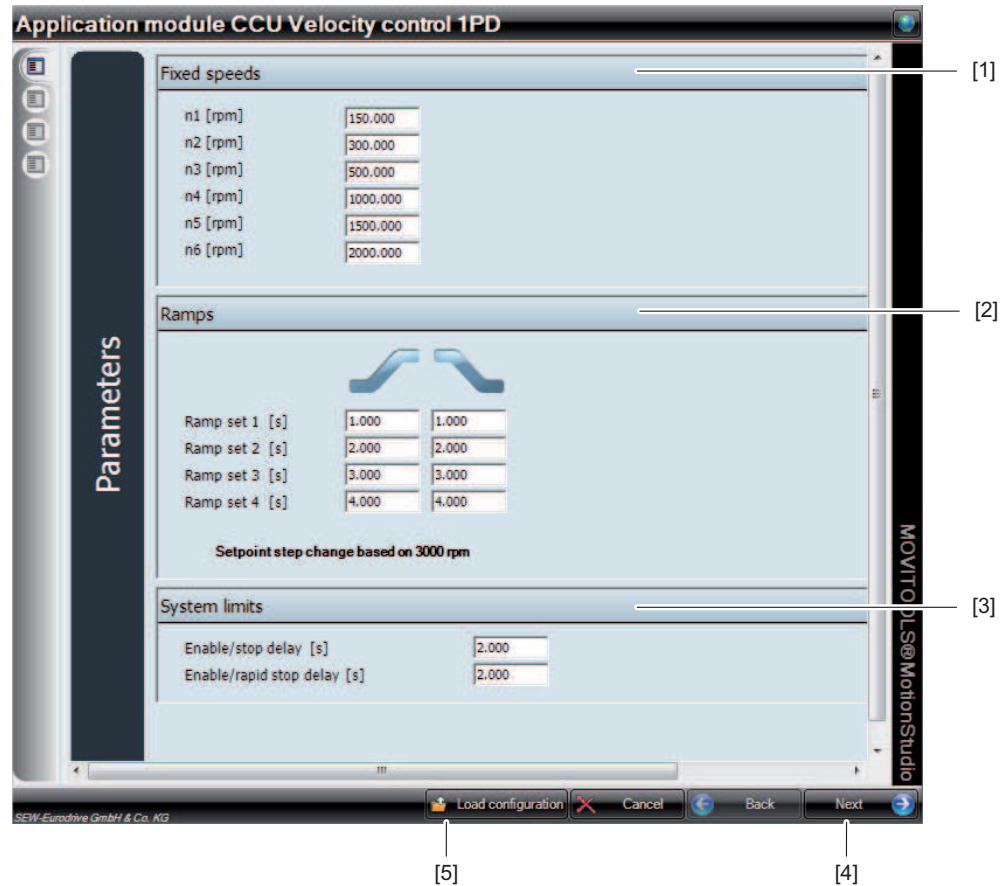 Application module CCU Velocity control 1PD
Fixed speeds
[1]
n1 [rpm] 150.000
n2 [rpm] 300.000
n3 [rpm] 500.000
n4 [rpm] 1000.000
n5 [rpm] 1500.000
n6 [rpm] 2000.000
Ramps
[2]
Parameters
Ramp set 1 [s] 1.000 1.000
Ramp set 2 [s] 2.000 2.000
Ramp set 3 [s] 3.000 3.000
Ramp set 4 [s] 4.000 4.000
Setpoint step change based on 3000 rpm
System limits
[3]
Enable/stop delay [s] 2.000
Enable/rapid stop delay [s] 2.000
MOVITOOLS®MotionStudio
Load configuration Cancel Back Next
SEW-Eurodrive GmbH & Co. KG
[5] [4]